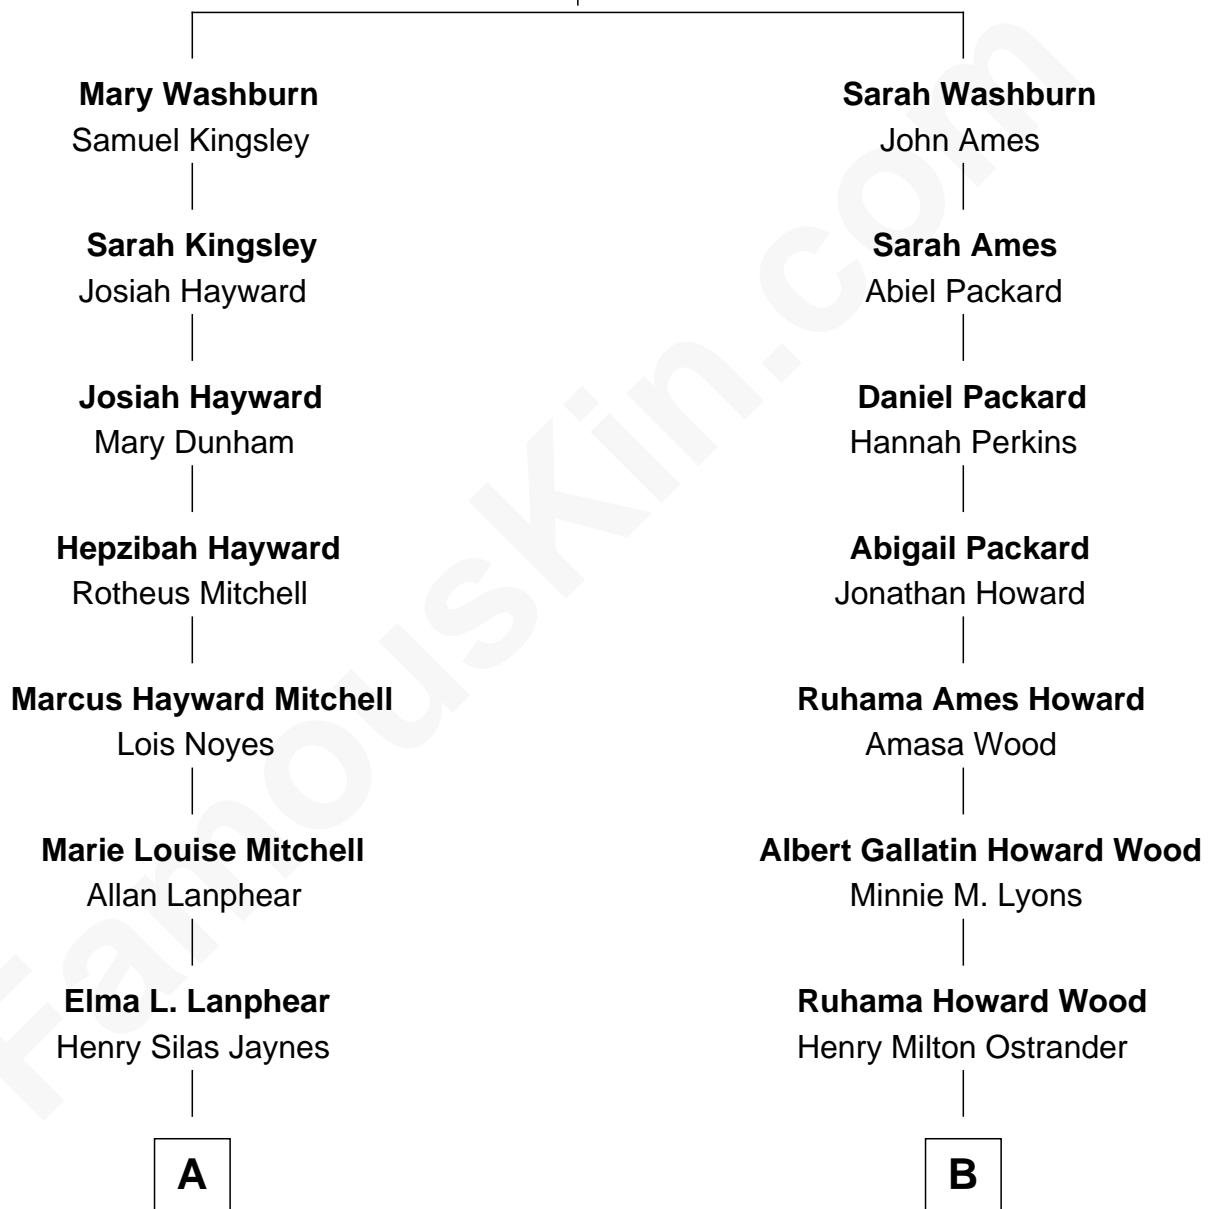 Mary Washburn
Samuel Kingsley
Sarah Kingsley
Josiah Hayward
Josiah Hayward
Mary Dunham
Hepzibah Hayward
Rotheus Mitchell
Marcus Hayward Mitchell
Lois Noyes
Marie Louise Mitchell
Allan Lanphear
Elma L. Lanphear
Henry Silas Jaynes
A
Sarah Washburn
John Ames
Sarah Ames
Abiel Packard
Daniel Packard
Hannah Perkins
Abigail Packard
Jonathan Howard
Ruhama Ames Howard
Amasa Wood
Albert Gallatin Howard Wood
Minnie M. Lyons
Ruhama Howard Wood
Henry Milton Ostrander
B
FamousKin.com